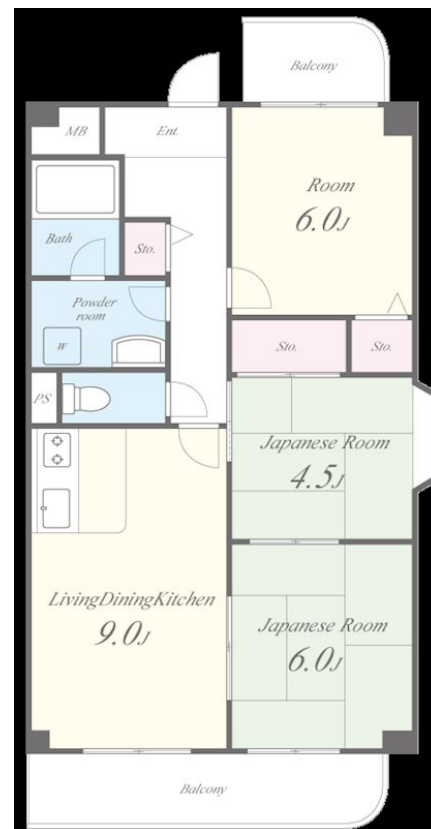 Balcony
MB
Ent.
Room
6.0J
Bath
Sto.
Powder
room
W
Sto.
Sto.
PS
Japanese Room
4.5J
LivingDiningKitchen
9.0J
Japanese Room
6.0J
Balcony